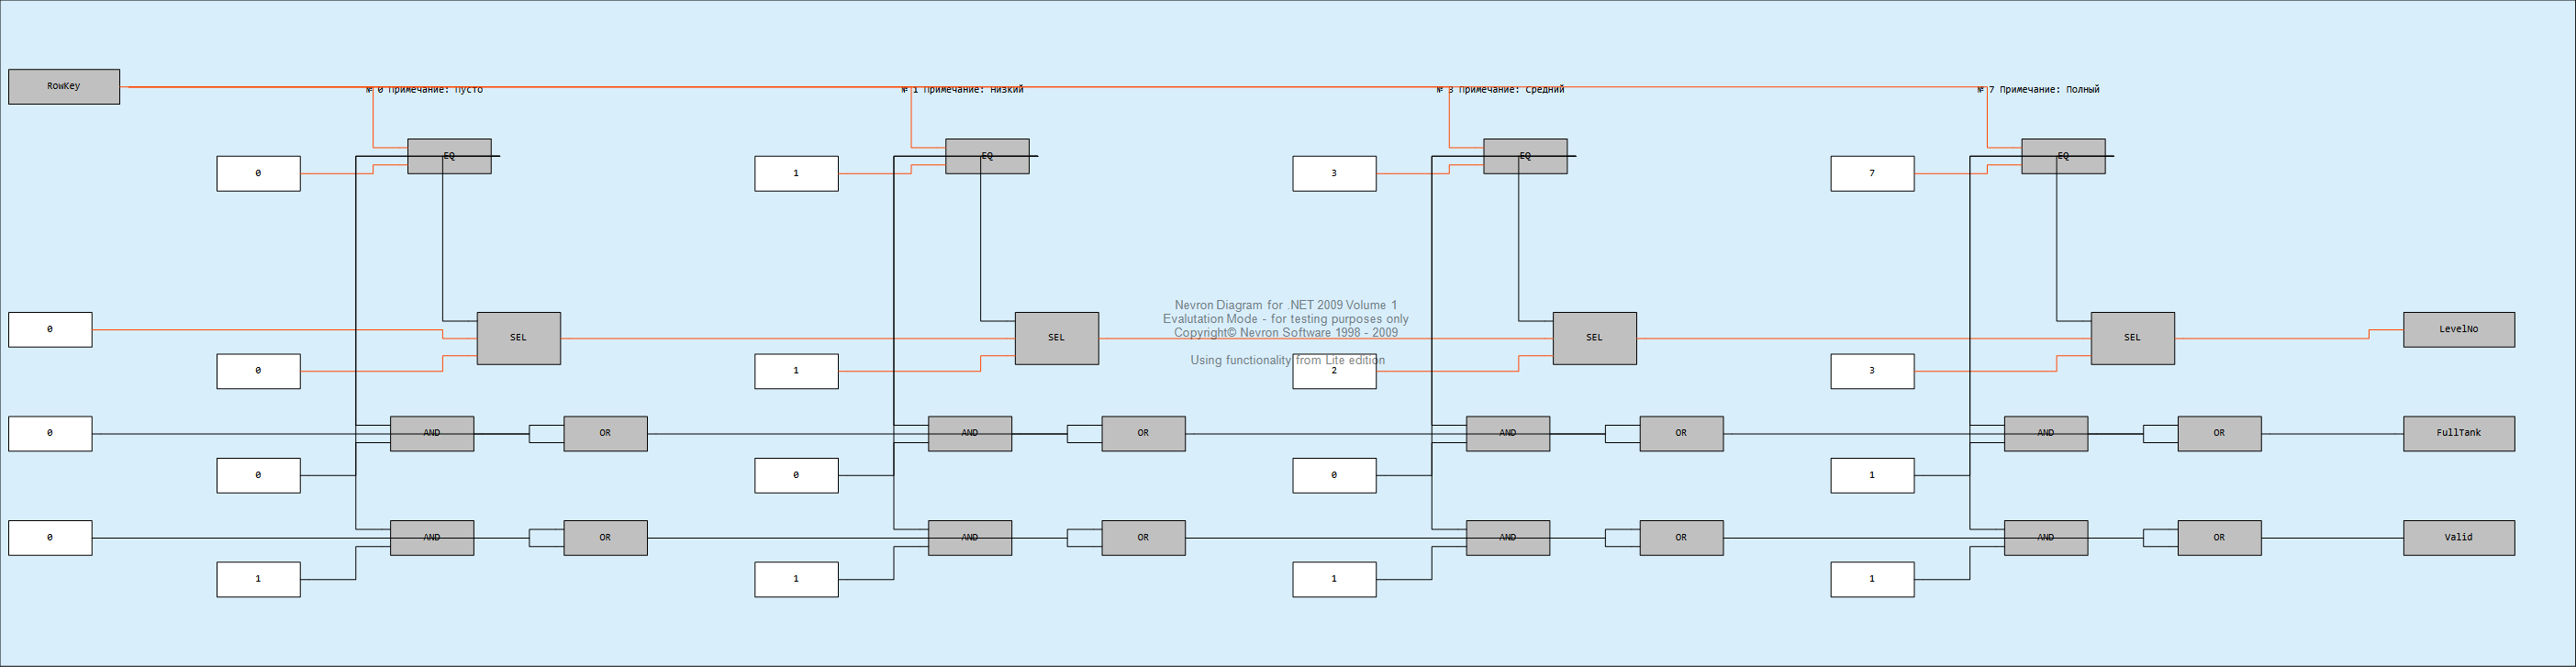 RowKey
№ 0 Примечание: Пусто
№ 1 Примечание: Низкий
№ 3 Примечание: Средний
№ 7 Примечание: Полный
EQ
EQ
EQ
EQ
0
1
3
7
Nevron Diagram for .NET 2009 Volume 1
Evalutation Mode - for testing purposes only
Copyright© Nevron Software 1998 - 2009
Using functionality from Lite edition
0
SEL
SEL
SEL
SEL
LevelNo
0
1
2
3
0
AND
OR
AND
OR
AND
OR
AND
OR
FullTank
0
0
0
1
0
AND
OR
AND
OR
AND
OR
AND
OR
Valid
1
1
1
1